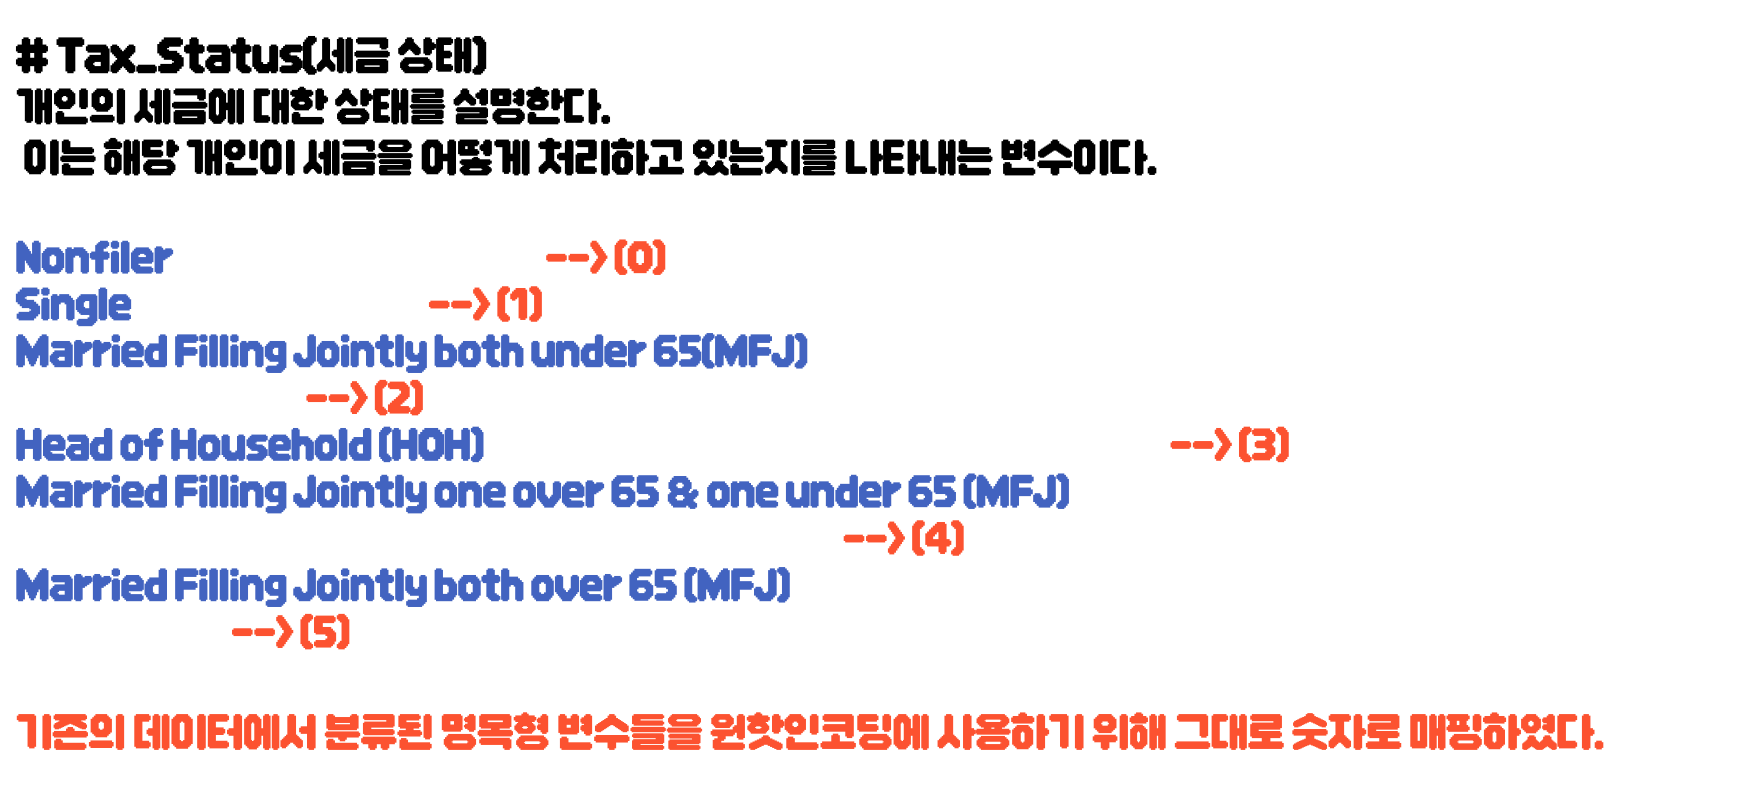 # Tax_Status(세금 상태)
개인의 세금에 대한 상태를 설명한다.
이는 해당 개인이 세금을 어떻게 처리하고 있는지를 나타내는 변수이다.
Nonfiler --> (0)
Single --> (1)
Married Filling Jointly both under 65(MFJ)
--> (2)
Head of Household (HOH) --> (3)
Married Filling Jointly one over 65 & one under 65 (MFJ)
--> (4)
Married Filling Jointly both over 65 (MFJ)
--> (5)
기존의 데이터에서 분류된 명목형 변수들을 원핫인코딩에 사용하기 위해 그대로 숫자로 매핑하였다.